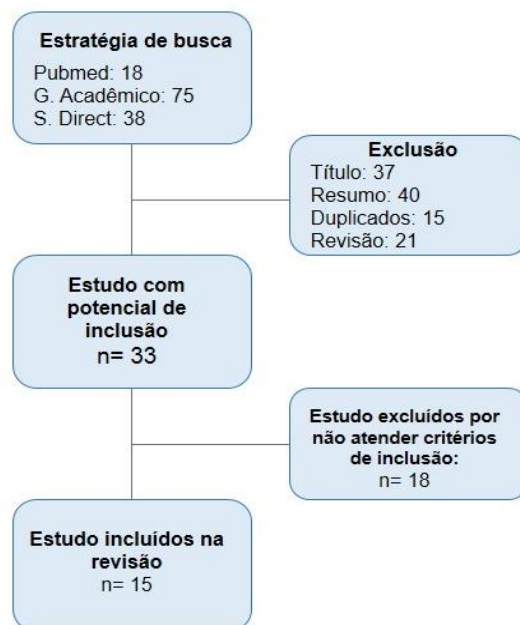 Estratégia de busca
Pubmed: 18
G. Acadêmico: 75
S. Direct: 38
Exclusão
Título: 37
Resumo: 40
Duplicados: 15
Revisão: 21
Estudo com
potencial de
inclusão
n= 33
Estudo excluídos por
não atender critérios
de inclusão:
n= 18
Estudo incluídos na
revisão
n= 15